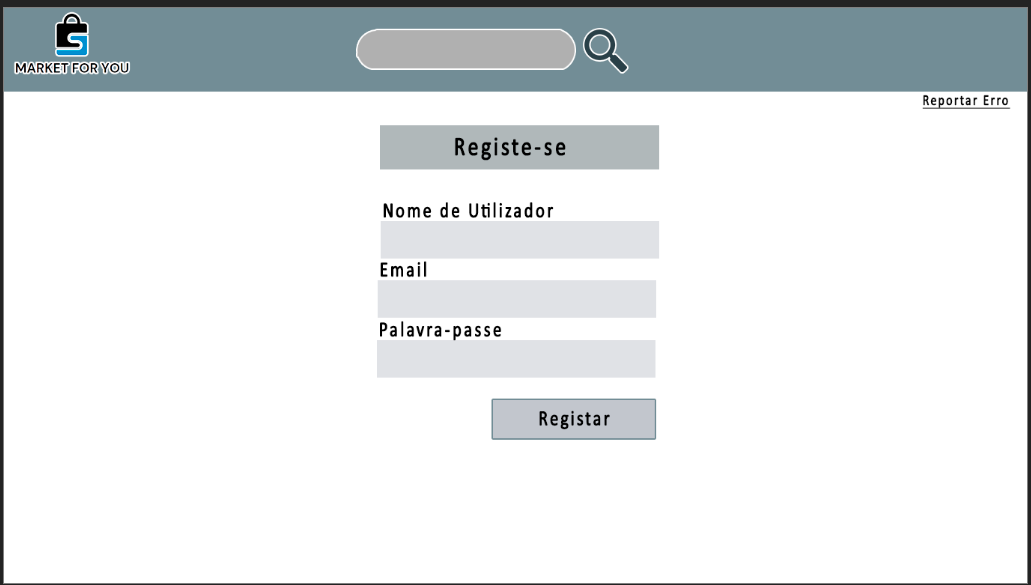 MARKET FOR YOU
Reportar Erro
Registe-se
Nome de Utilizador
Email
Palavra-passe
Registar